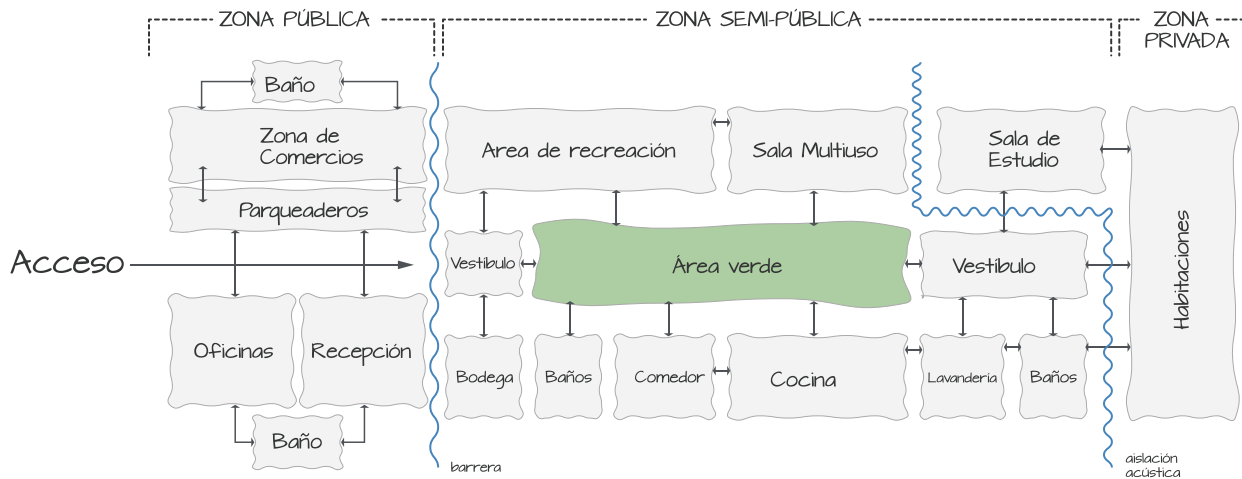 ZONA PÚBLICA
ZONA SEMI-PÚBLICA
ZONA
PRIVADA
Baño
Zona de
Comercios
Parqueaderos
Acceso
Oficinas
Recepción
Baño
barrera
Area de recreación
Sala Multiuso
Sala de
Estudio
Vestíbulo
Área verde
Vestíbulo
Bodega
Baños
Comedor
Cocina
Lavanderia
Baños
Habitaciones
aislación
acústica